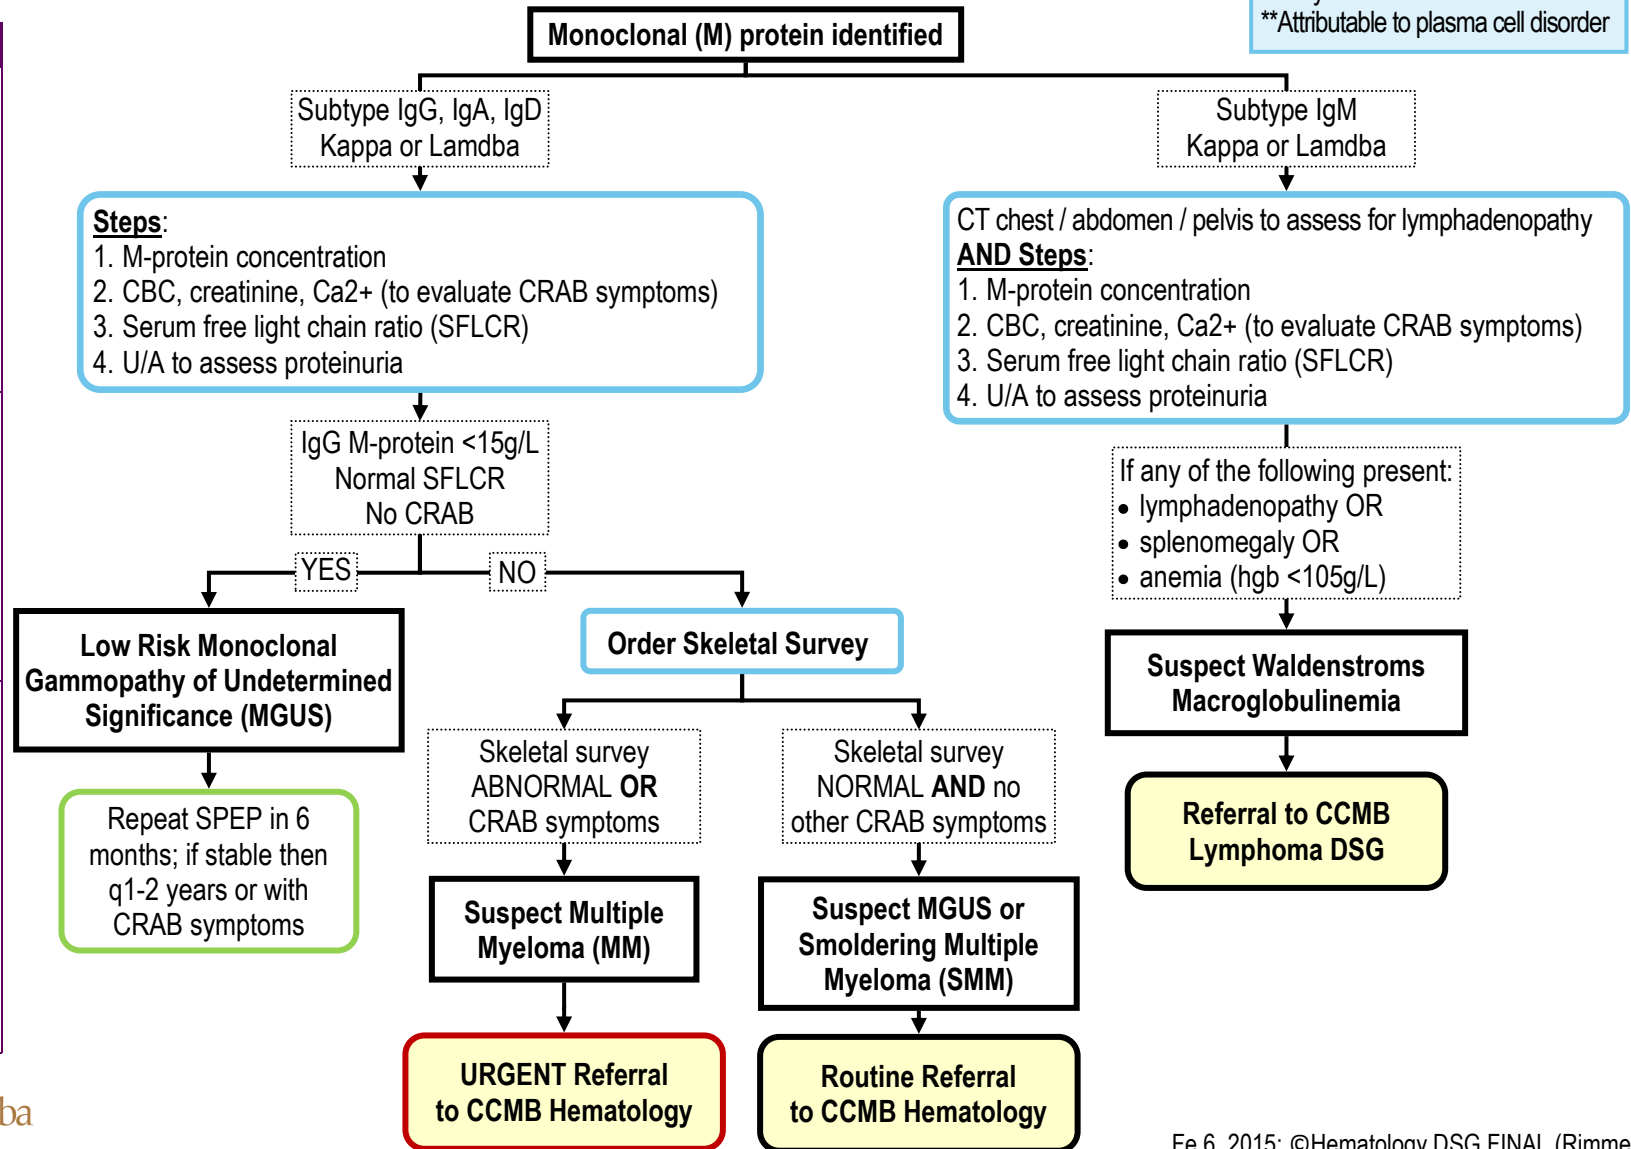 **Attributable to plasma cell disorder
Monoclonal (M) protein identified
Subtype IgG, IgA, IgD
Kappa or Lamdba
Steps:
1. M-protein concentration
2. CBC, creatinine, Ca2+ (to evaluate CRAB symptoms)
3. Serum free light chain ratio (SFLCR)
4. U/A to assess proteinuria
IgG M-protein <15g/L
Normal SFLCR
No CRAB
YES
NO
Low Risk Monoclonal
Gammopathy of Undetermined
Significance (MGUS)
Repeat SPEP in 6
months; if stable then
q1-2 years or with
CRAB symptoms
Order Skeletal Survey
Skeletal survey
ABNORMAL OR
CRAB symptoms
Suspect Multiple
Myeloma (MM)
URGENT Referral
to CCMB Hematology
Skeletal survey
NORMAL AND no
other CRAB symptoms
Suspect MGUS or
Smoldering Multiple
Myeloma (SMM)
Routine Referral
to CCMB Hematology
Subtype IgM
Kappa or Lamdba
CT chest / abdomen / pelvis to assess for lymphadenopathy
AND Steps:
1. M-protein concentration
2. CBC, creatinine, Ca2+ (to evaluate CRAB symptoms)
3. Serum free light chain ratio (SFLCR)
4. U/A to assess proteinuria
If any of the following present:
• lymphadenopathy OR
• splenomegaly OR
• anemia (hgb <105g/L)
Suspect Waldenstroms
Macroglobulinemia
Referral to CCMB
Lymphoma DSG
ba
Fe 6, 2015: ©Hematology DSG FINAL (Rimme